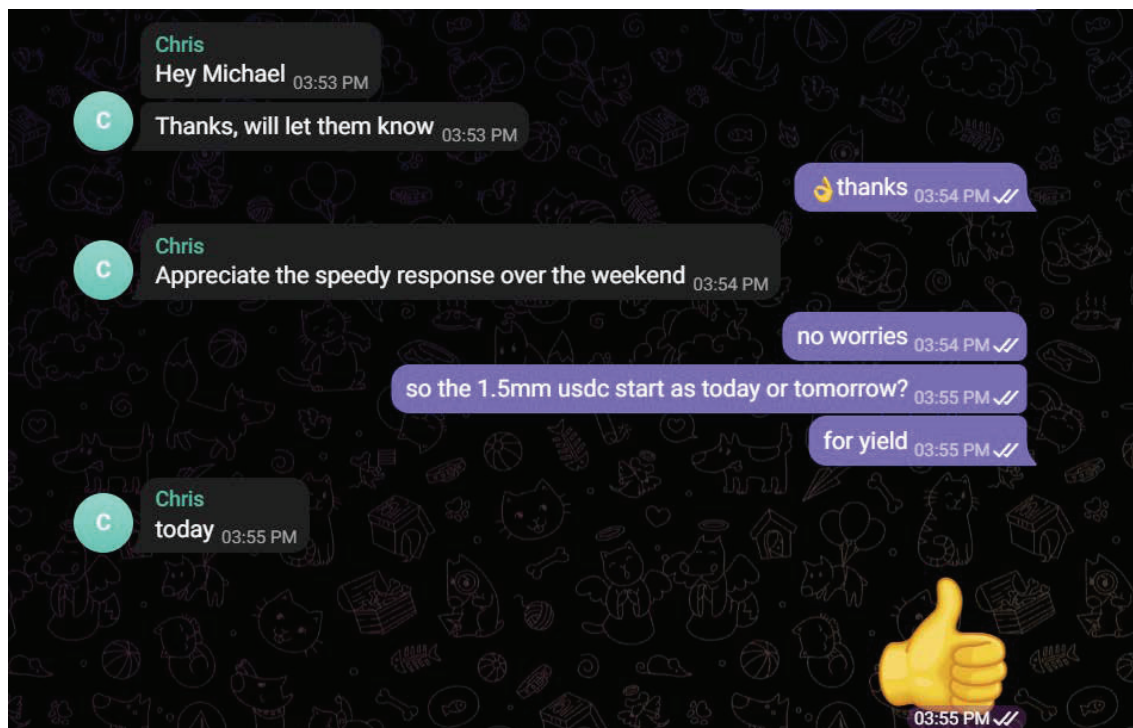 Chris
Hey Michael 03:53 PM
C
Thanks, will let them know 03:53 PM
👌thanks 03:54 PM
Chris
C
Appreciate the speedy response over the weekend 03:54 PM
no worries 03:54 PM
so the 1.5mm usdc start as today or tomorrow? 03:55 PM
for yield 03:55 PM
Chris
C
today 03:55 PM
👍
03:55 PM